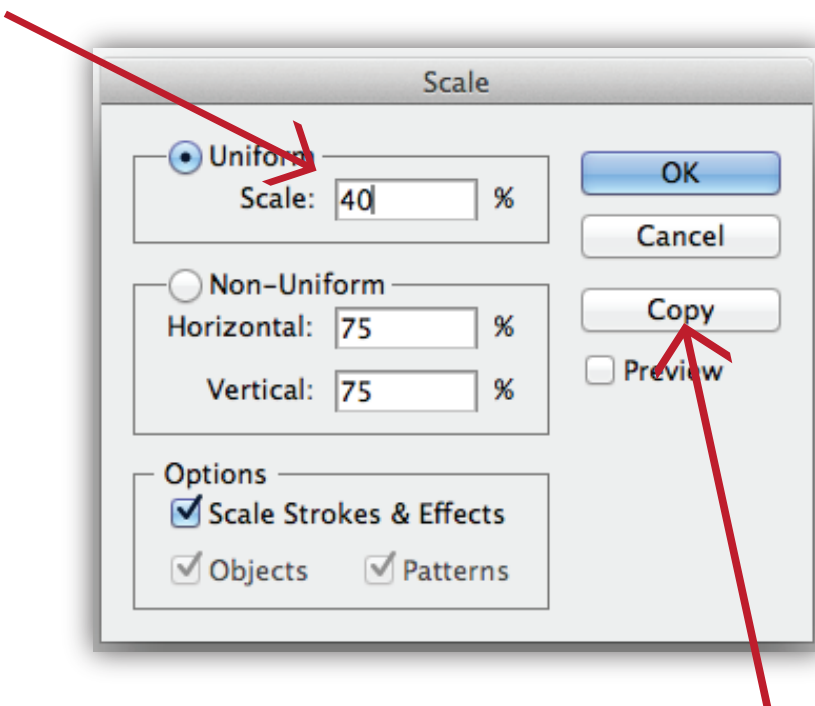 Scale
Uniform
Scale: 40 %
Non-Uniform
Horizontal: 75 %
Vertical: 75 %
Options
Scale Strokes & Effects
Objects Patterns
OK
Cancel
Copy
Preview